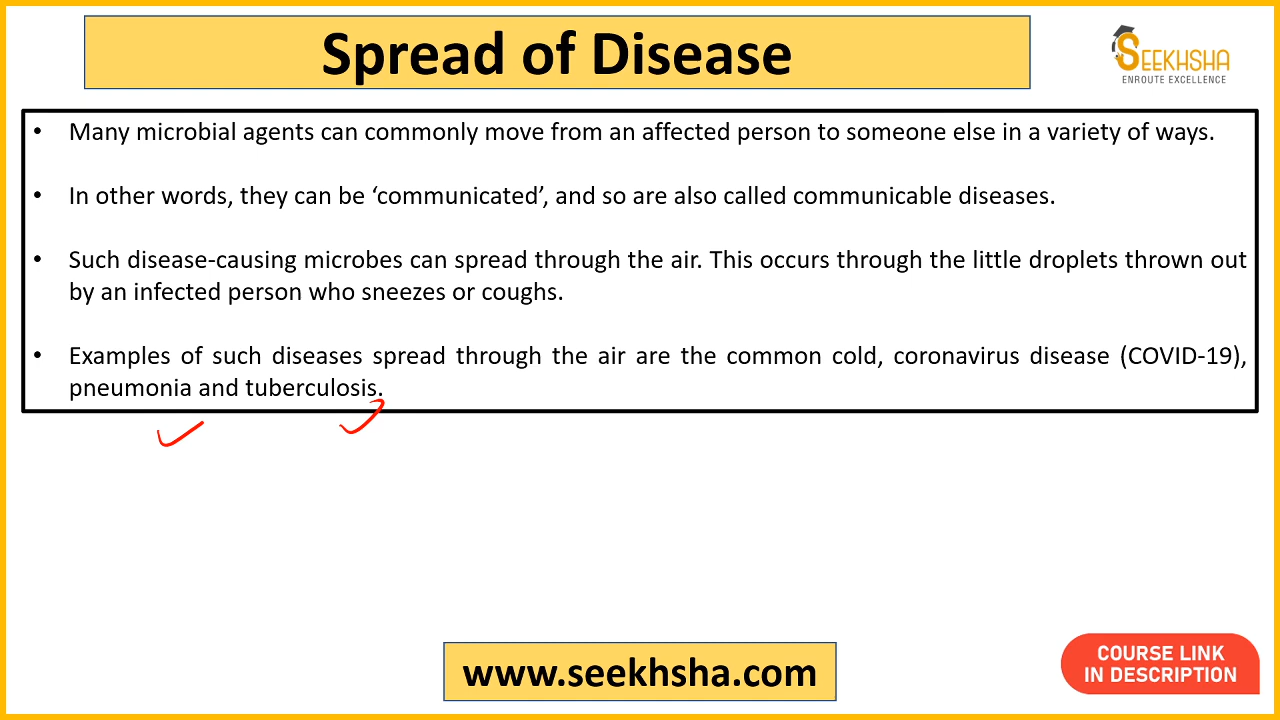 Spread of Disease
SEEKHSHA
ENROUTE EXCELLENCE
• Many microbial agents can commonly move from an affected person to someone else in a variety of ways.
• In other words, they can be ‘communicated’, and so are also called communicable diseases.
• Such disease-causing microbes can spread through the air. This occurs through the little droplets thrown out
by an infected person who sneezes or coughs.
• Examples of such diseases spread through the air are the common cold, coronavirus disease (COVID-19),
pneumonia and tuberculosis.
www.seekhsha.com
COURSE LINK
IN DESCRIPTION